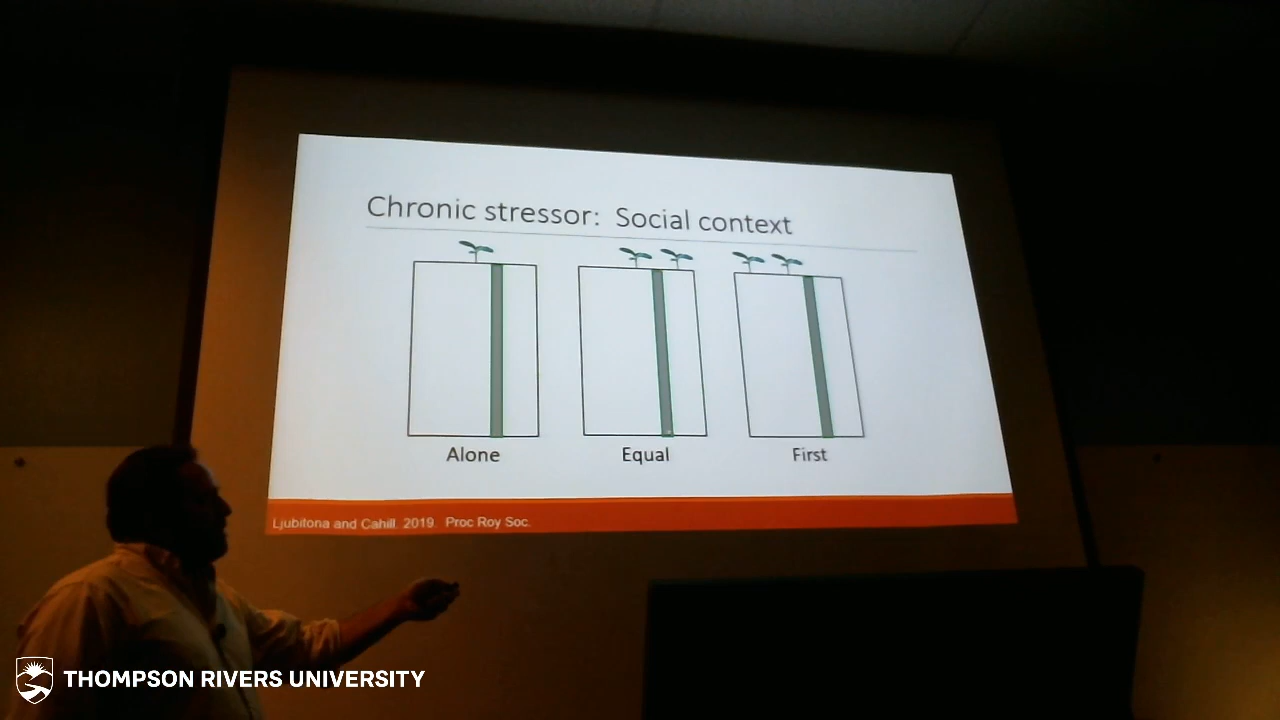 Chronic stressor: Social context
Alone
Equal
First
Ljubitona and Cahill. 2019. Proc Roy Soc.
THOMPSON RIVERS UNIVERSITY